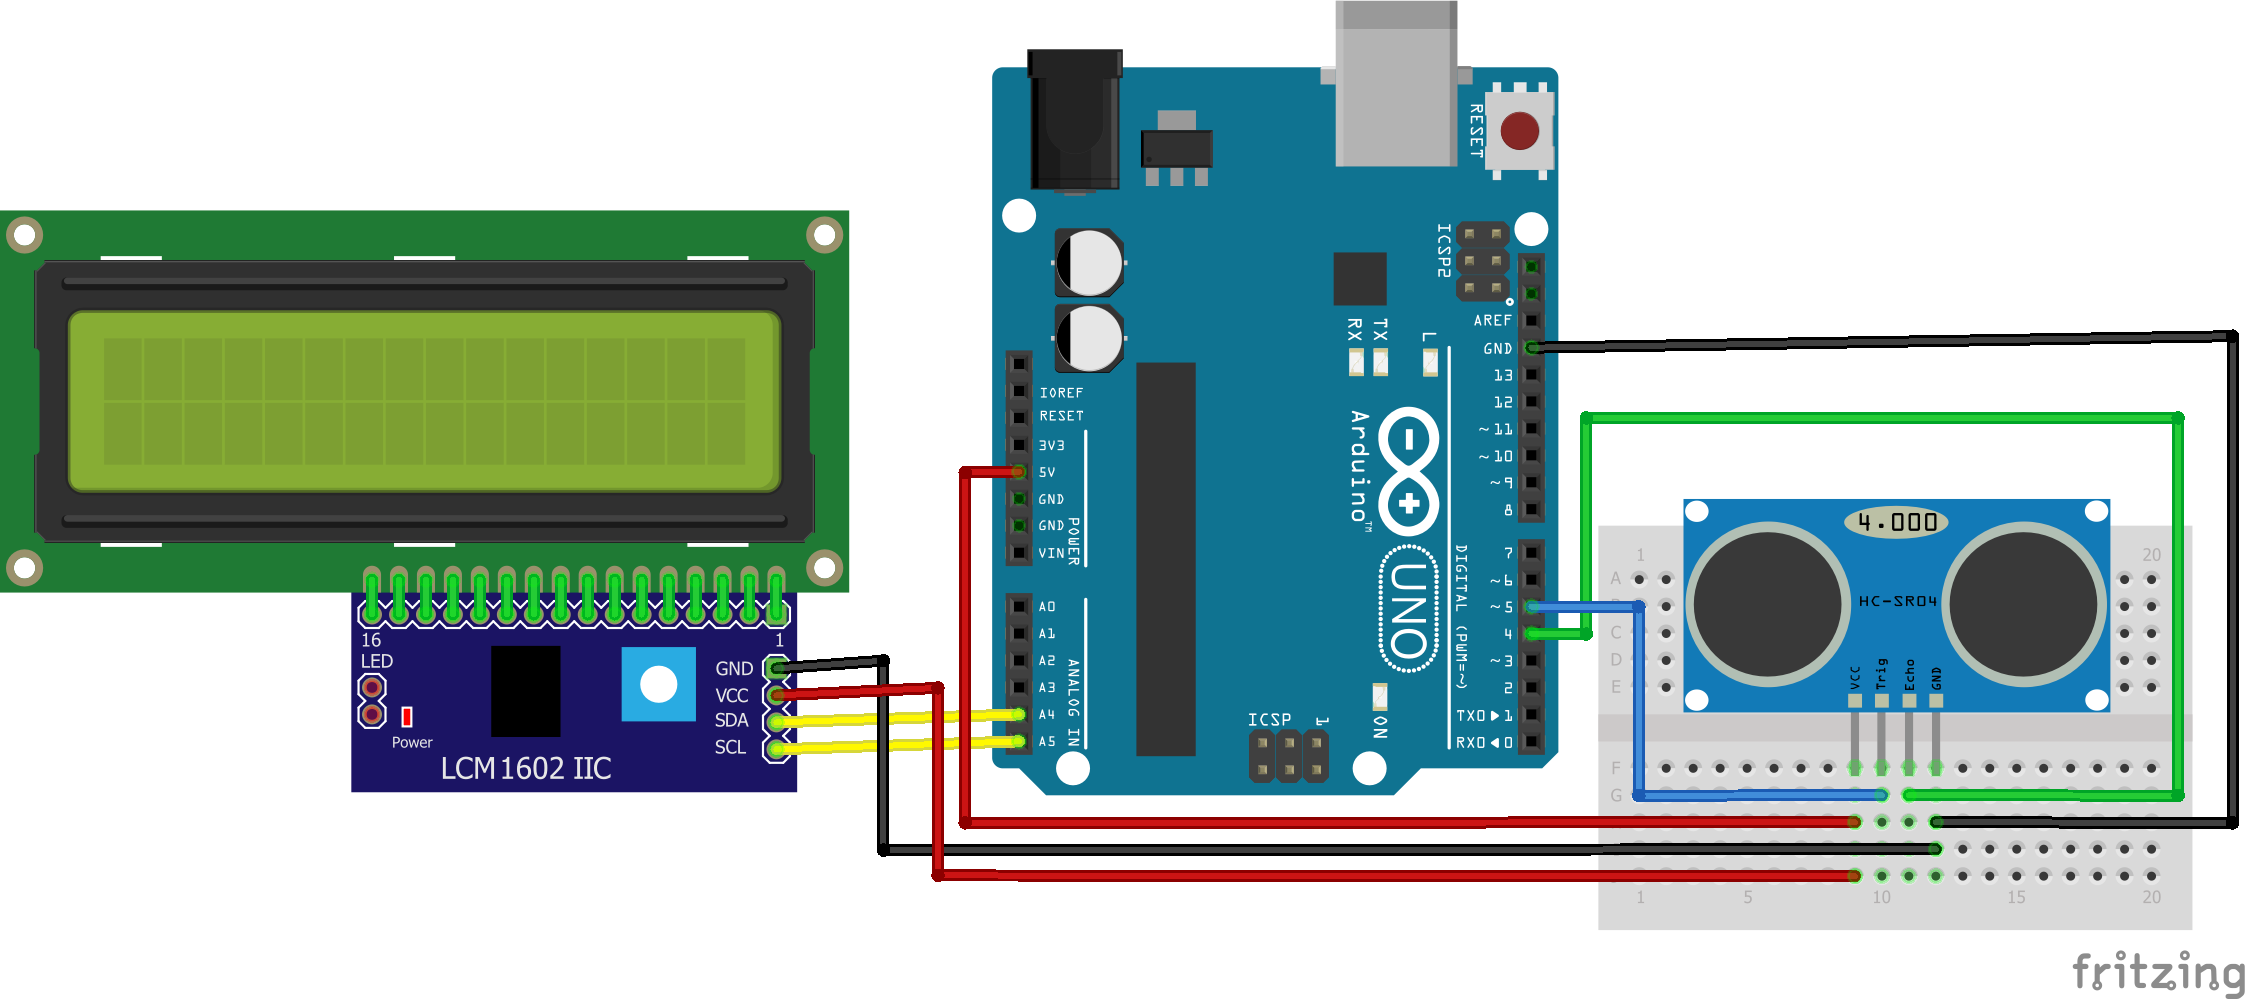 16
1
LED
Power
GND
VCC
SDA
SCL
LCM1602 IIC
RESET
ICSP2
AREF
GND
13
12
~11
~10
~9
8
7
~6
~5
4
~3
2
TX0▶1
RX0◀0
DIGITAL (PWM=~)
RX
TX
L
Arduino™
UNO
ON
ICSP
1
IOREF
RESET
3V3
5V
GND
GND
VIN
POWER
A0
A1
A2
A3
A4
A5
ANALOG IN
4.000
HC-SR04
VCC
Trig
Echo
GND
1
20
A
C
D
E
F
G
1
5
10
15
20
fritzing